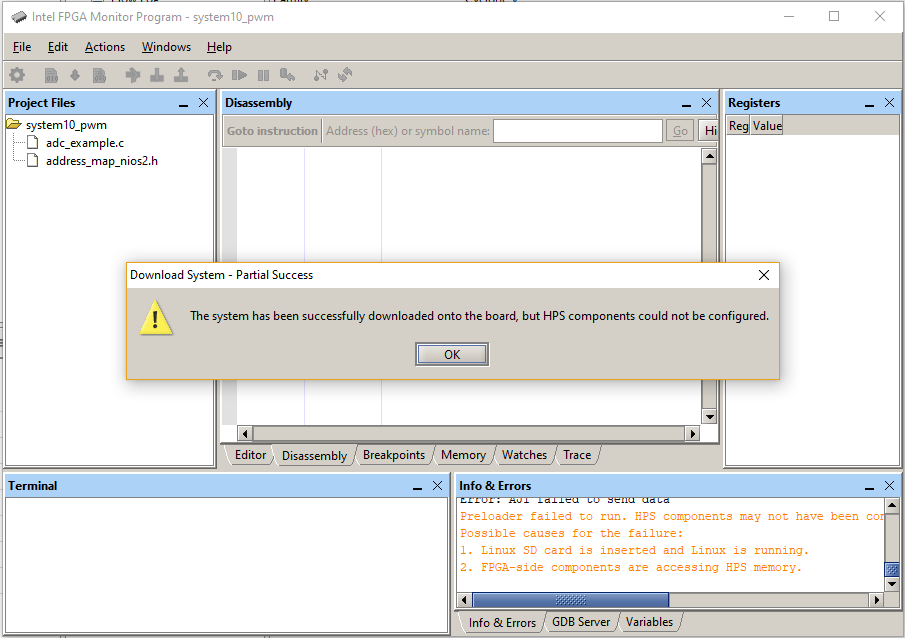 Intel FPGA Monitor Program - system10_pwm
File Edit Actions Windows Help
Project Files
system10_pwm
adc_example.c
address_map_nios2.h
Disassembly
Goto instruction Address (hex) or symbol name: Go Hi
Registers
Reg Value
Download System - Partial Success
The system has been successfully downloaded onto the board, but HPS components could not be configured.
OK
Editor Disassembly Breakpoints Memory Watches Trace
Terminal
Info & Errors
Error: AJI failed to send data
Preloader failed to run. HPS components may not have been con
Possible causes for the failure:
1. Linux SD card is inserted and Linux is running.
2. FPGA-side components are accessing HPS memory.
Info & Errors GDB Server Variables